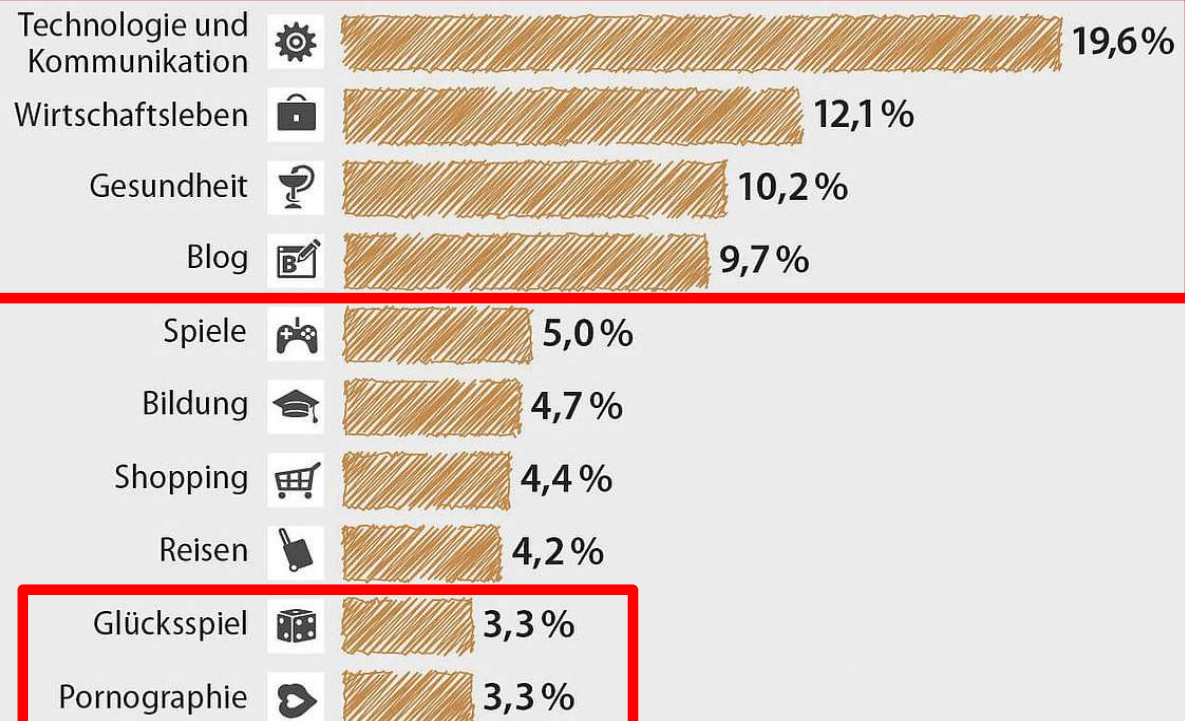 Technologie und
Kommunikation
19,6%
Wirtschaftsleben
12,1%
Gesundheit
10,2%
Blog
B
9,7%
Spiele
5,0%
Bildung
4,7%
Shopping
4,4%
Reisen
4,2%
Glücksspiel
3,3%
Pornographie
3,3%